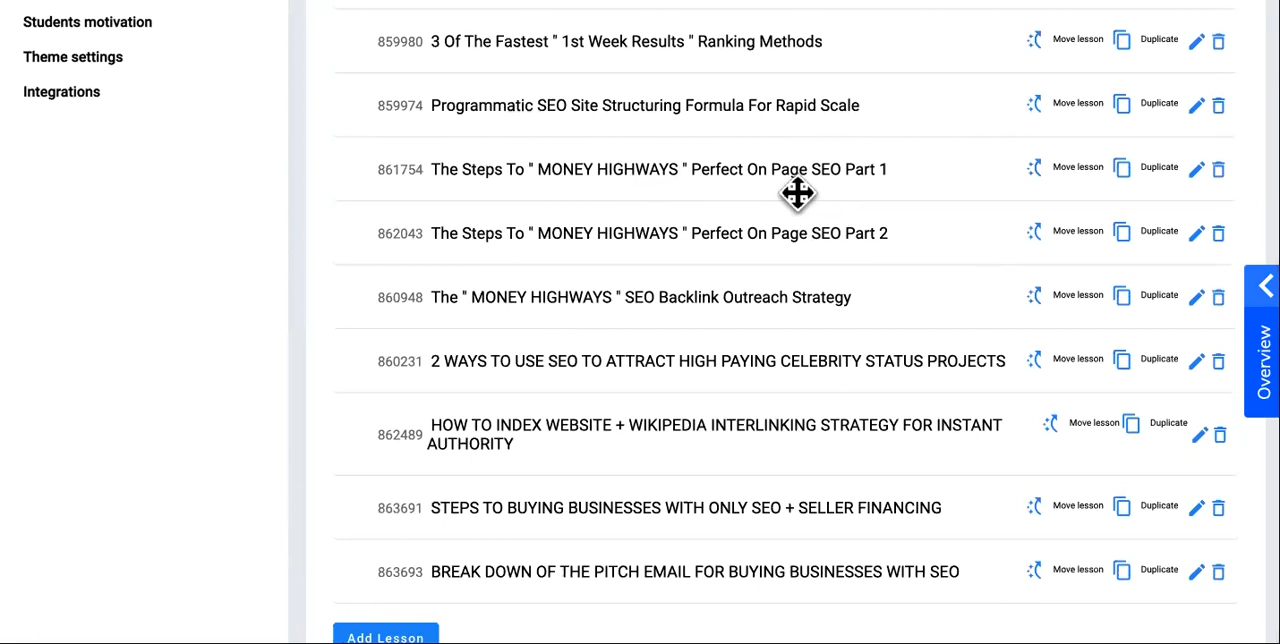 Students motivation
Theme settings
Integrations
859980 3 Of The Fastest " 1st Week Results " Ranking Methods Move lesson Duplicate
859974 Programmatic SEO Site Structuring Formula For Rapid Scale Move lesson Duplicate
861754 The Steps To " MONEY HIGHWAYS " Perfect On Page SEO Part 1 Move lesson Duplicate
862043 The Steps To " MONEY HIGHWAYS " Perfect On Page SEO Part 2 Move lesson Duplicate
860948 The " MONEY HIGHWAYS " SEO Backlink Outreach Strategy Move lesson Duplicate
860231 2 WAYS TO USE SEO TO ATTRACT HIGH PAYING CELEBRITY STATUS PROJECTS Move lesson Duplicate
862489 HOW TO INDEX WEBSITE + WIKIPEDIA INTERLINKING STRATEGY FOR INSTANT Move lesson Duplicate
AUTHORITY
863691 STEPS TO BUYING BUSINESSES WITH ONLY SEO + SELLER FINANCING Move lesson Duplicate
863693 BREAK DOWN OF THE PITCH EMAIL FOR BUYING BUSINESSES WITH SEO Move lesson Duplicate
Add Lesson
Overview